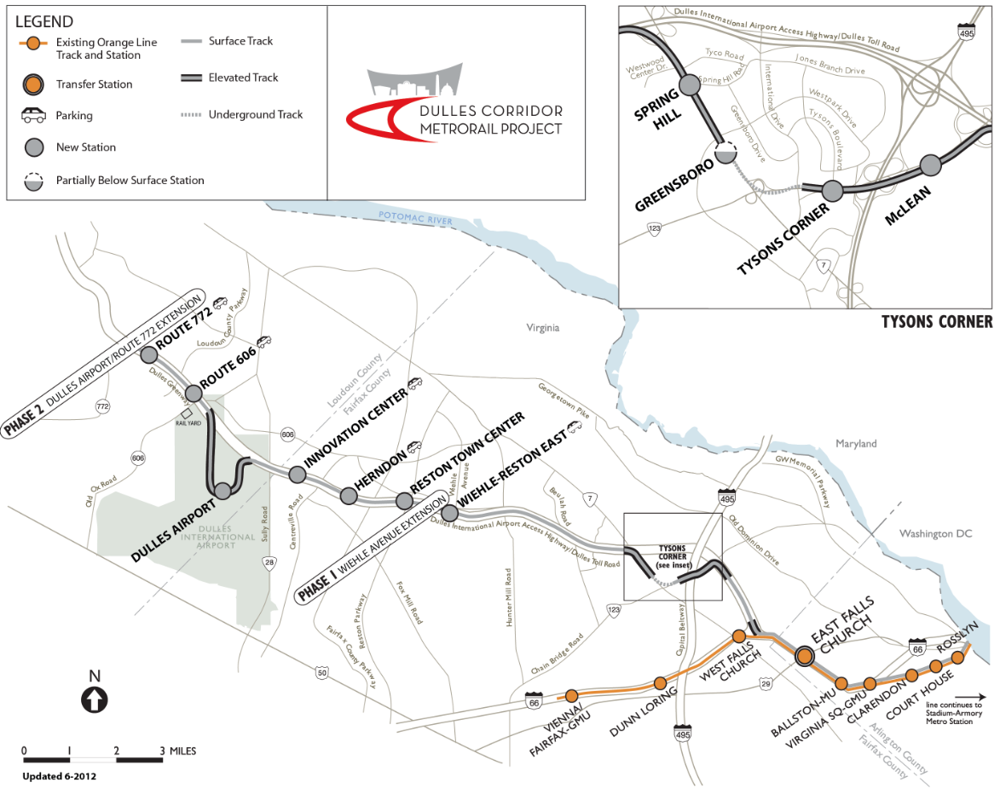 LEGEND
Existing Orange Line
Track and Station
Transfer Station
Parking
New Station
Partially Below Surface Station
Surface Track
Elevated Track
Underground Track
DULLES CORRIDOR
METRORAIL PROJECT
Dulles International Airport Access Highway/Dulles Toll Road
495
Tyco Road
Westwood
Center Dr.
Spring Hill Road
Jones Branch Drive
International Drive
Westpark Drive
Tysons Boulevard
Greensboro Drive
SPRING
HILL
GREENSBORO
TYSONS CORNER
McLEAN
123
7
TYSONS CORNER
POTOMAC RIVER
Virginia
Maryland
Washington DC
PHASE 2 DULLES AIRPORT/ROUTE 772 EXTENSION
ROUTE 772
Loudoun County Parkway
ROUTE 606
Dulles Greenway
RAIL YARD
772
606
606
Old Ox Road
Loudoun County
Fairfax County
INNOVATION CENTER
HERNDON
RESTON TOWN CENTER
Wiehle
Avenue
WIEHLE-RESTON EAST
DULLES AIRPORT
DULLES
INTERNATIONAL
AIRPORT
Sully Road
28
Centreville Road
PHASE 1 WIEHLE AVENUE EXTENSION
Dulles International Airport Access Highway/Dulles Toll Road
Georgetown Pike
Beulah Road
7
495
GW Memorial Parkway
Old Dominion Drive
TYSONS
CORNER
(see inset)
Fox Mill Road
Reston Parkway
Fairfax County Parkway
Hunter Mill Road
Chain Bridge Road
123
Capital Beltway
50
66
VIENNA/
FAIRFAX-GMU
DUNN LORING
WEST FALLS
CHURCH
29
495
EAST FALLS
CHURCH
BALLSTON-MU
VIRGINIA SQ-GMU
CLARENDON
COURT HOUSE
ROSSLYN
66
line continues to
Stadium-Armory
Metro Station
Arlington County
Fairfax County
N
0 1 2 3 MILES
Updated 6-2012